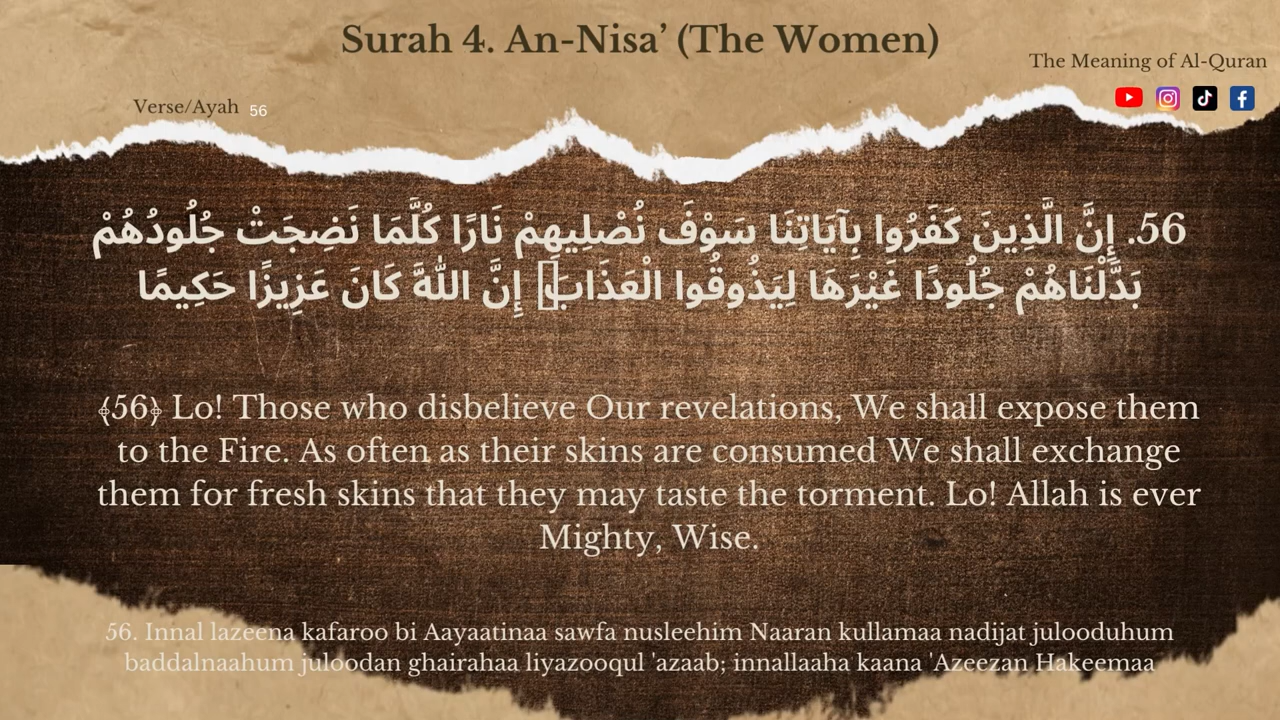 Surah 4. An-Nisa’ (The Women)
The Meaning of Al-Quran
Verse/Ayah 56
56. إِنَّ الَّذِينَ كَفَرُوا بِآيَاتِنَا سَوْفَ نُصْلِيهِمْ نَارًا كُلَّمَا نَضِجَتْ جُلُودُهُمْ
بَدَّلْنَاهُمْ جُلُودًا غَيْرَهَا لِيَذُوقُوا الْعَذَابَ إِنَّ اللَّهَ كَانَ عَزِيزًا حَكِيمًا
﴾56﴿ Lo! Those who disbelieve Our revelations, We shall expose them
to the Fire. As often as their skins are consumed We shall exchange
them for fresh skins that they may taste the torment. Lo! Allah is ever
Mighty, Wise.
56. Innal lazeena kafaroo bi Aayaatinaa sawfa nusleehim Naaran kullamaa nadijat julooduhum
baddalnaahum juloodan ghairahaa liyazooqul 'azaab; innallaaha kaana 'Azeezan Hakeemaa